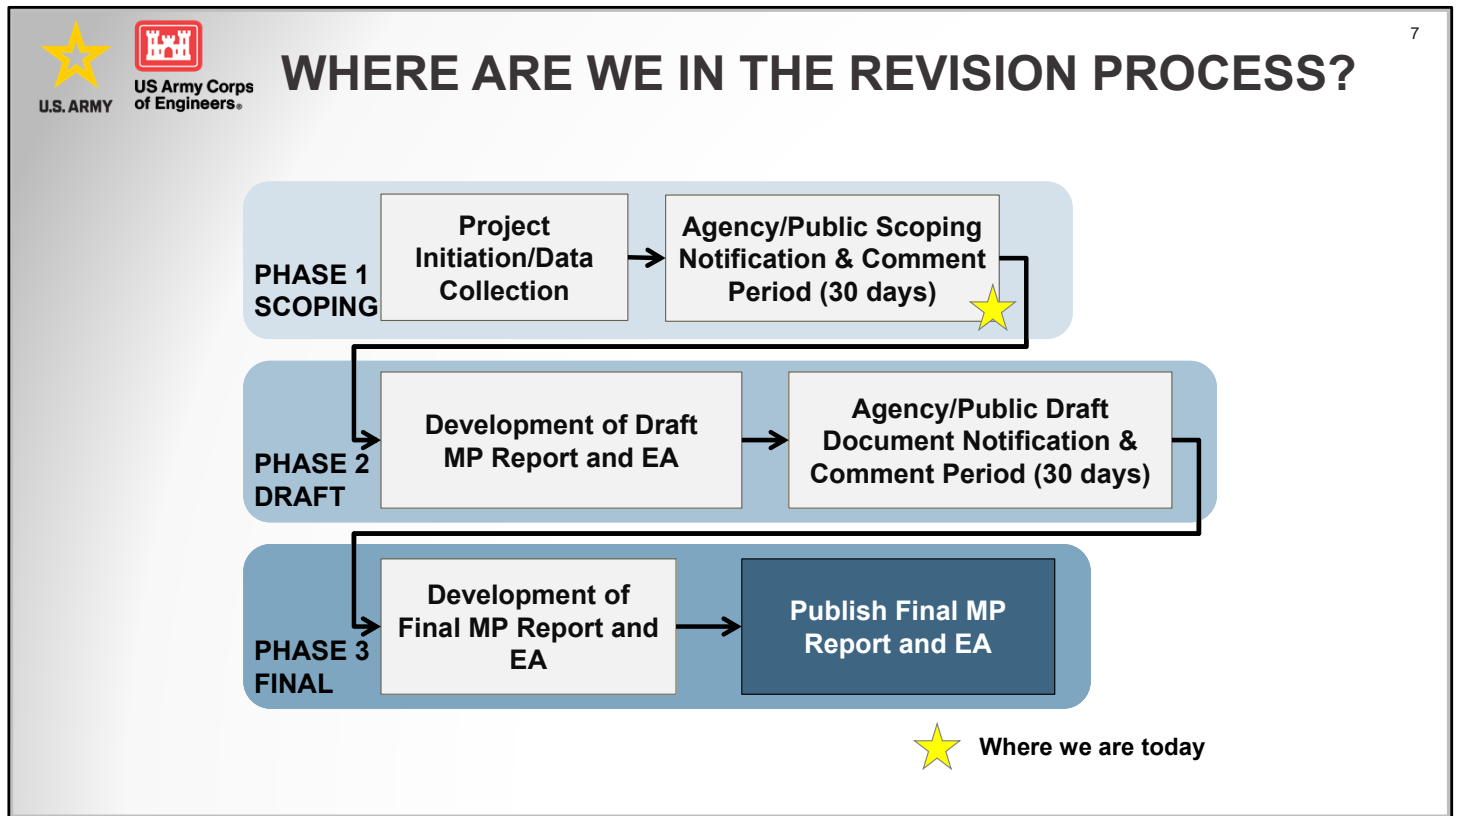 7
U.S. ARMY
US Army Corps
of Engineers®
WHERE ARE WE IN THE REVISION PROCESS?
PHASE 1
SCOPING
Project
Initiation/Data
Collection
Agency/Public Scoping
Notification & Comment
Period (30 days)
PHASE 2
DRAFT
Development of Draft
MP Report and EA
Agency/Public Draft
Document Notification &
Comment Period (30 days)
PHASE 3
FINAL
Development of
Final MP Report and
EA
Publish Final MP
Report and EA
Where we are today